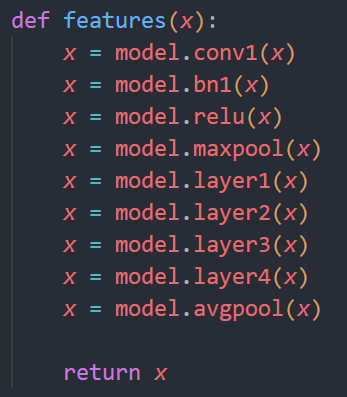 def features(x):
    x = model.conv1(x)
    x = model.bn1(x)
    x = model.relu(x)
    x = model.maxpool(x)
    x = model.layer1(x)
    x = model.layer2(x)
    x = model.layer3(x)
    x = model.layer4(x)
    x = model.avgpool(x)

    return x